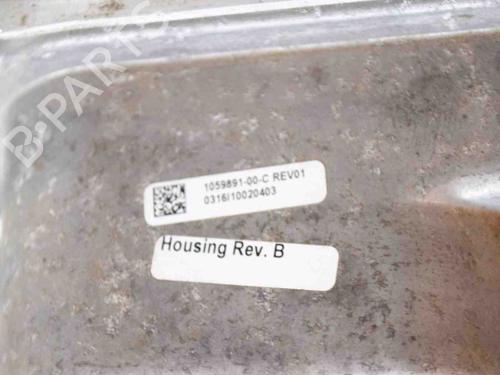 B-PARTS
1059891-00-C REV01
0316I10020403
Housing Rev. B